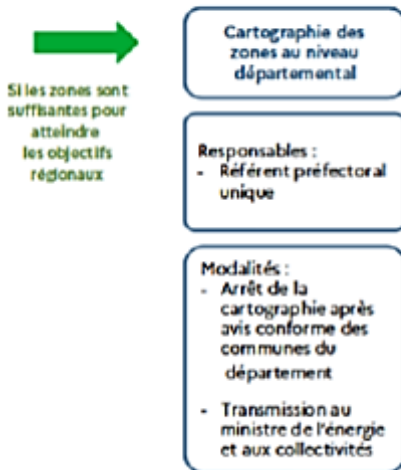 Si les zones sont
suffisantes pour
atteindre
les objectifs
régionaux
Cartographie des
zones au niveau
départemental
Responsables :
- Référent préfectoral
unique
Modalités :
- Arrêt de la
cartographie après
avis conforme des
communes du
département
- Transmission au
ministre de l'énergie
et aux collectivités